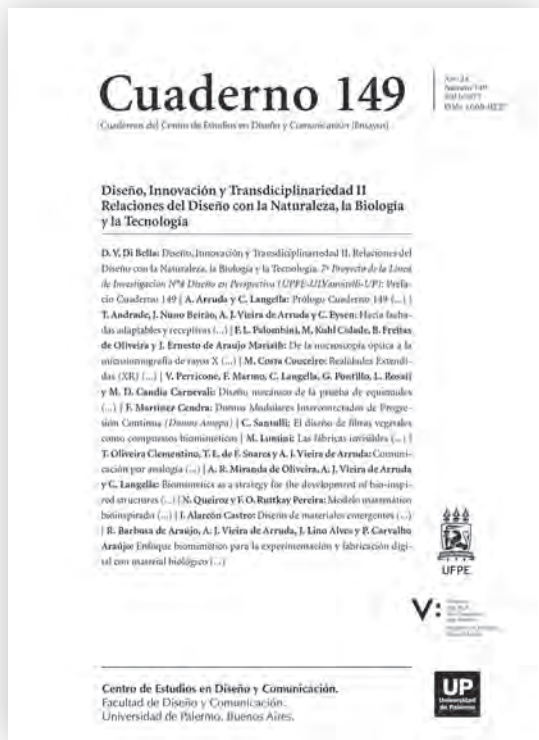 Cuaderno 149
Cuadernos del Centro de Estudios en Diseño y Comunicación [Ensayos]
Diseño, Innovación y Transdiciplinariedad II
Relaciones del Diseño con la Naturaleza, la Biología
y la Tecnología
D. V. Di Bella: Diseño, Innovación y Transdiciplinariedad II. Relaciones del
Diseño con la Naturaleza, la Biología y la Tecnología. 7º Proyecto de la Línea
de Investigación Nº4 Diseño en Perspectiva (UPFE-ULVanvitelli-UP): Prefa-
cio Cuaderno 149 | A. Arruda y C. Langella: Prólogo Cuaderno 149 (...) |
T. Andrade, J. Nuno Beirão, A. J. Vieira de Arruda y C. Eysen: Hacia facha-
das adaptables y receptivas (...) | F. L. Palombini, M. Kuhl Cidade, B. Freitas
de Oliveira y J. Ernesto de Araujo Mariath: De la microscopía óptica a la
microtomografía de rayos X (...) | M. Costa Couceiro: Realidades Extendi-
das (XR) (...) | V. Perricone, F. Marmo, C. Langella, G. Pontillo, L. Rosati
y M. D. Candia Carnevali: Diseño mecánico de la prueba de equinoides
(...) | F. Martinez Cendra: Domos Modulares Interconectados de Progre-
sión Continua (Domos Amopa) | C. Santulli: El diseño de fibras vegetales
como compuestos biomiméticos | M. Lumini: Las fábricas invisibles (...) |
T. Oliveira Clementino, T. E. de F. Soares y A. J. Vieira de Arruda: Comuni-
cación por analogía (...) | A. R. Miranda de Oliveira, A. J. Vieira de Arruda
y C. Langella: Biomimetics as a strategy for the development of bio-inspi-
red structures (...) | N. Queiroz y F. O. Ruttkay Pereira: Modelo matemático
bioinspirado (...) | I. Alarcón Castro: Diseño de materiales emergentes (...)
| R. Barbosa de Araújo, A. J. Vieira de Arruda, J. Lino Alves y P. Carvalho
Araújo: Enfoque biomimético para la experimentación y fabricación digi-
tal con material biológico (...)
UFPE
V:
Centro de Estudios en Diseño y Comunicación.
Facultad de Diseño y Comunicación.
Universidad de Palermo. Buenos Aires.
UP
Universidad
de Palermo